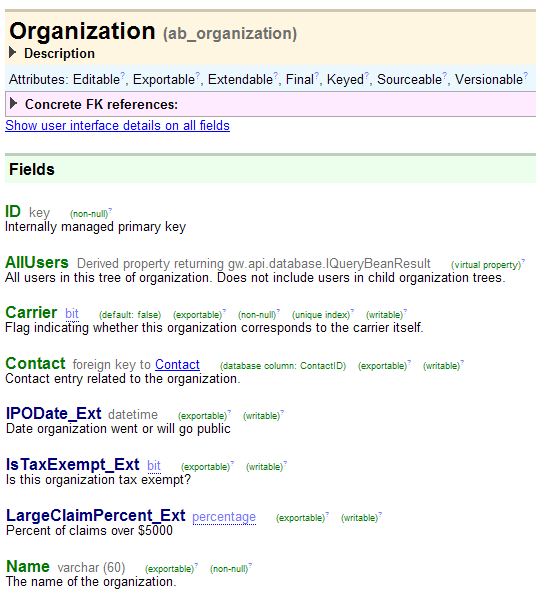 Organization (ab_organization)
Description
Attributes: Editable?, Exportable?, Extendable?, Final?, Keyed?, Sourceable?, Versionable?
Concrete FK references:
Show user interface details on all fields
Fields
ID key (non-null)?
Internally managed primary key
AllUsers Derived property returning gw.api.database.IQueryBeanResult (virtual property)?
All users in this tree of organization. Does not include users in child organization trees.
Carrier bit (default: false) (exportable)? (non-null)? (unique index)? (writable)?
Flag indicating whether this organization corresponds to the carrier itself.
Contact foreign key to Contact (database column: ContactID) (exportable)? (writable)?
Contact entry related to the organization.
IPODate_Ext datetime (exportable)? (writable)?
Date organization went or will go public
IsTaxExempt_Ext bit (exportable)? (writable)?
Is this organization tax exempt?
LargeClaimPercent_Ext percentage (exportable)? (writable)?
Percent of claims over $5000
Name varchar (60) (exportable)? (non-null)?
The name of the organization.